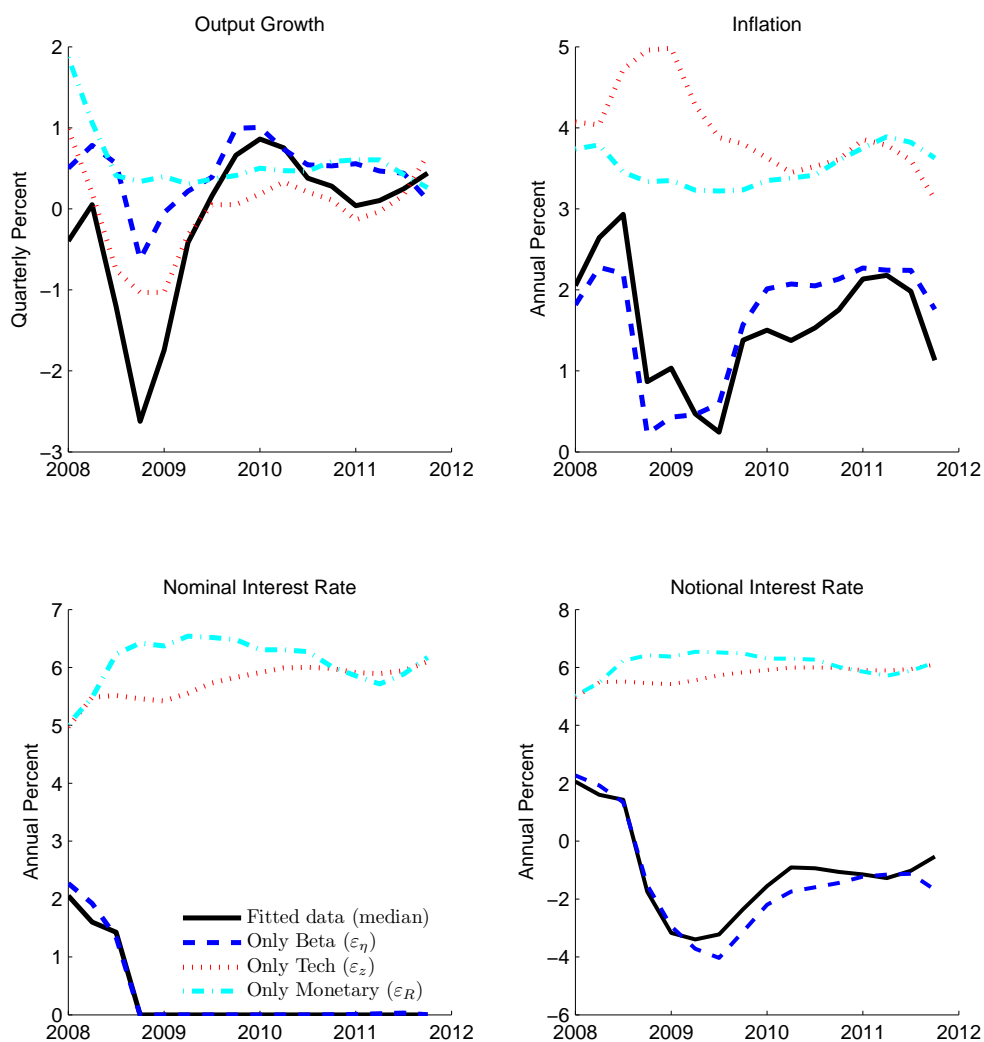 Output Growth
Quarterly Percent
2
1
0
−1
−2
−3
2008 2009 2010 2011 2012
Inflation
Annual Percent
5
4
3
2
1
0
2008 2009 2010 2011 2012
Nominal Interest Rate
Annual Percent
7
6
5
4
3
2
1
0
2008 2009 2010 2011 2012
Fitted data (median)
Only Beta (εη)
Only Tech (εz)
Only Monetary (εR)
Notional Interest Rate
Annual Percent
8
6
4
2
0
−2
−4
−6
2008 2009 2010 2011 2012